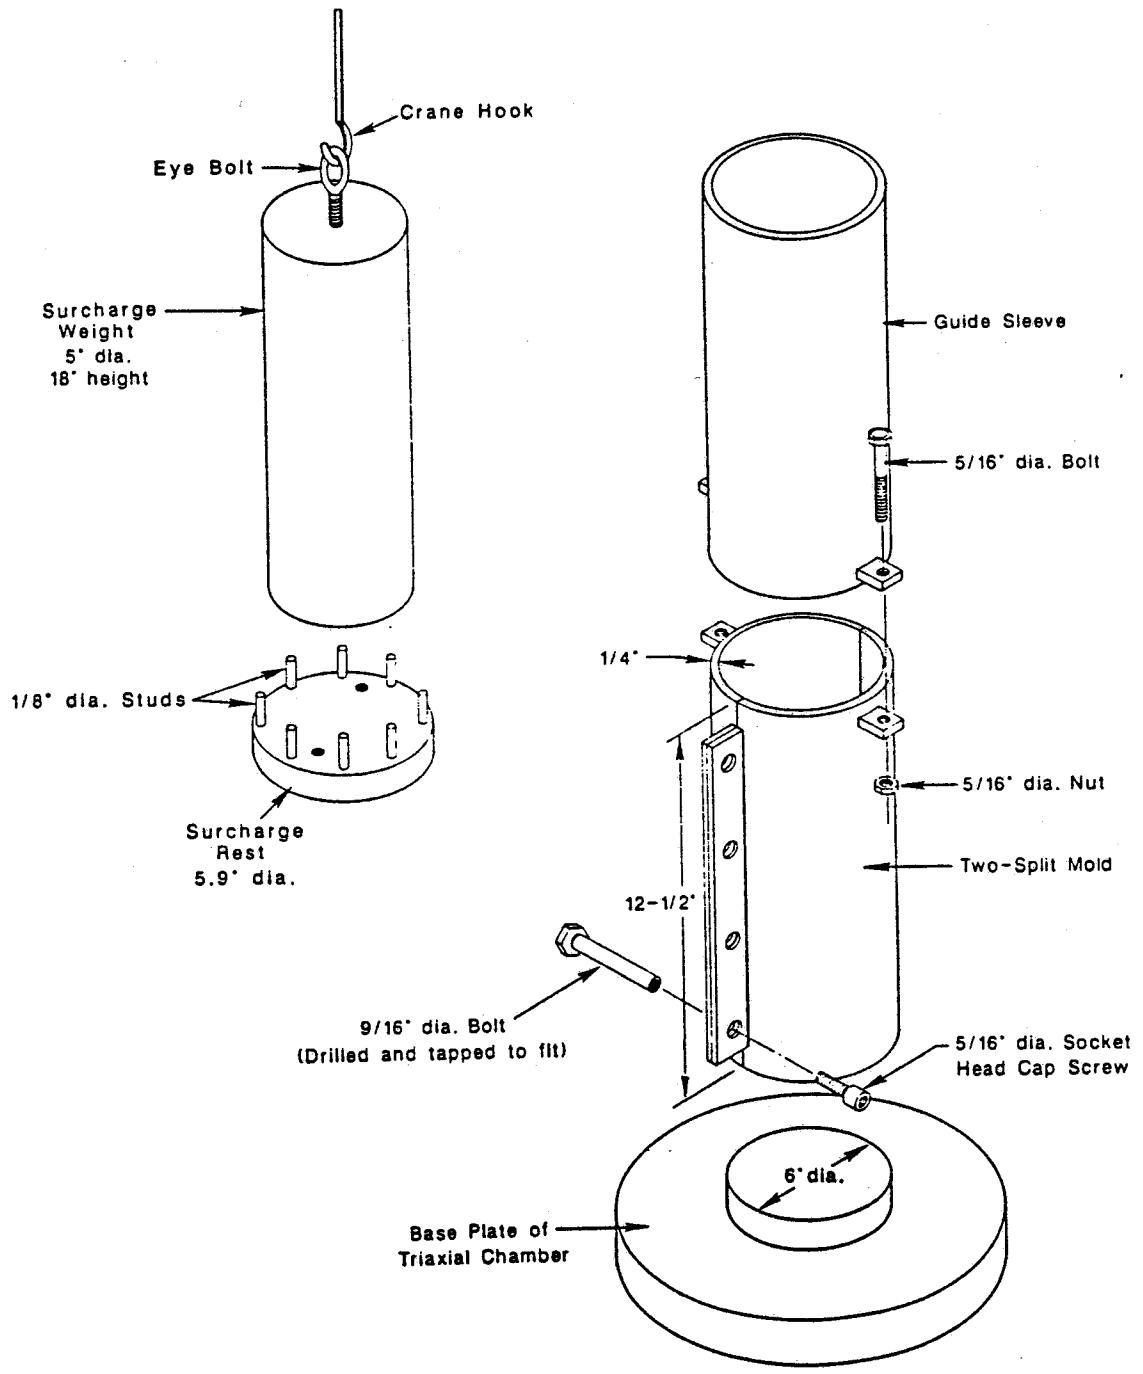 Crane Hook
Eye Bolt
Surcharge
Weight
5" dia.
18" height
Guide Sleeve
5/16" dia. Bolt
1/4"
1/8" dia. Studs
5/16" dia. Nut
Surcharge
Rest
5.9" dia.
Two-Split Mold
12-1/2"
9/16" dia. Bolt
(Drilled and tapped to fit)
5/16" dia. Socket
Head Cap Screw
6" dia.
Base Plate of
Triaxial Chamber